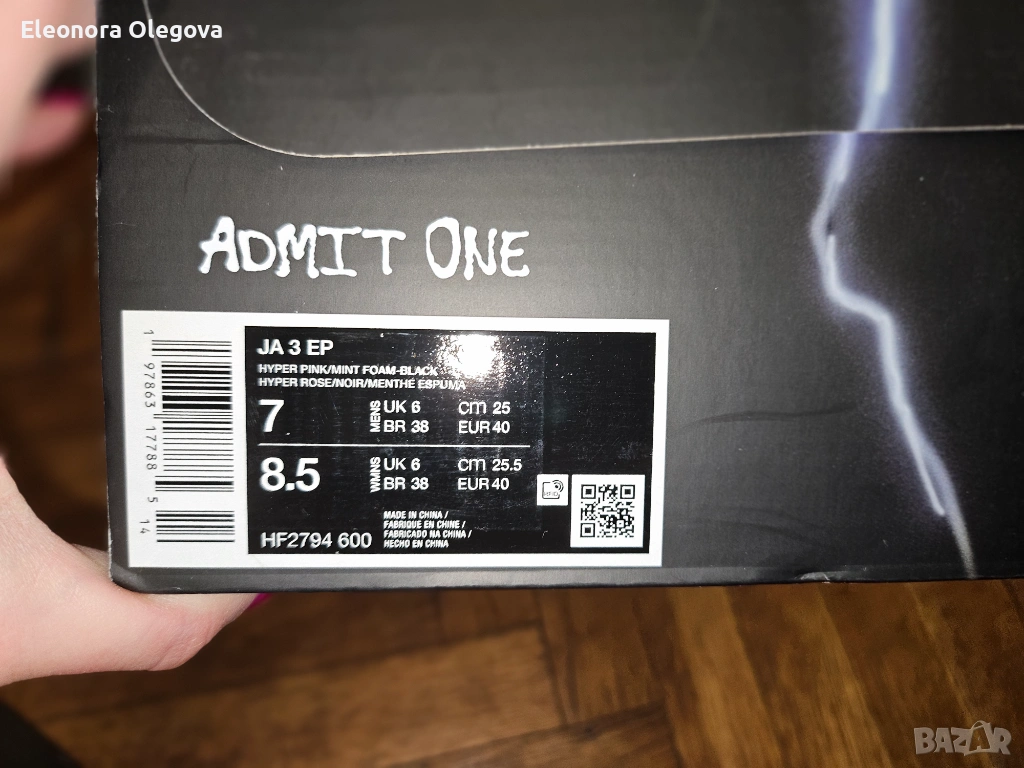 Eleonora Olegova
ADMIT ONE
JA 3 EP
HYPER PINK/MINT FOAM-BLACK
HYPER ROSE/NOIR/MENTHE ESPUMA
7 MENS UK 6 cm 25
BR 38 EUR 40
8.5 WMNS UK 6 cm 25.5
BR 38 EUR 40
HF2794 600
MADE IN CHINA /
FABRIQUE EN CHINE /
FABRICADO NA CHINA /
HECHO EN CHINA
RFID
1 97863 17788 5 14
BAZAR